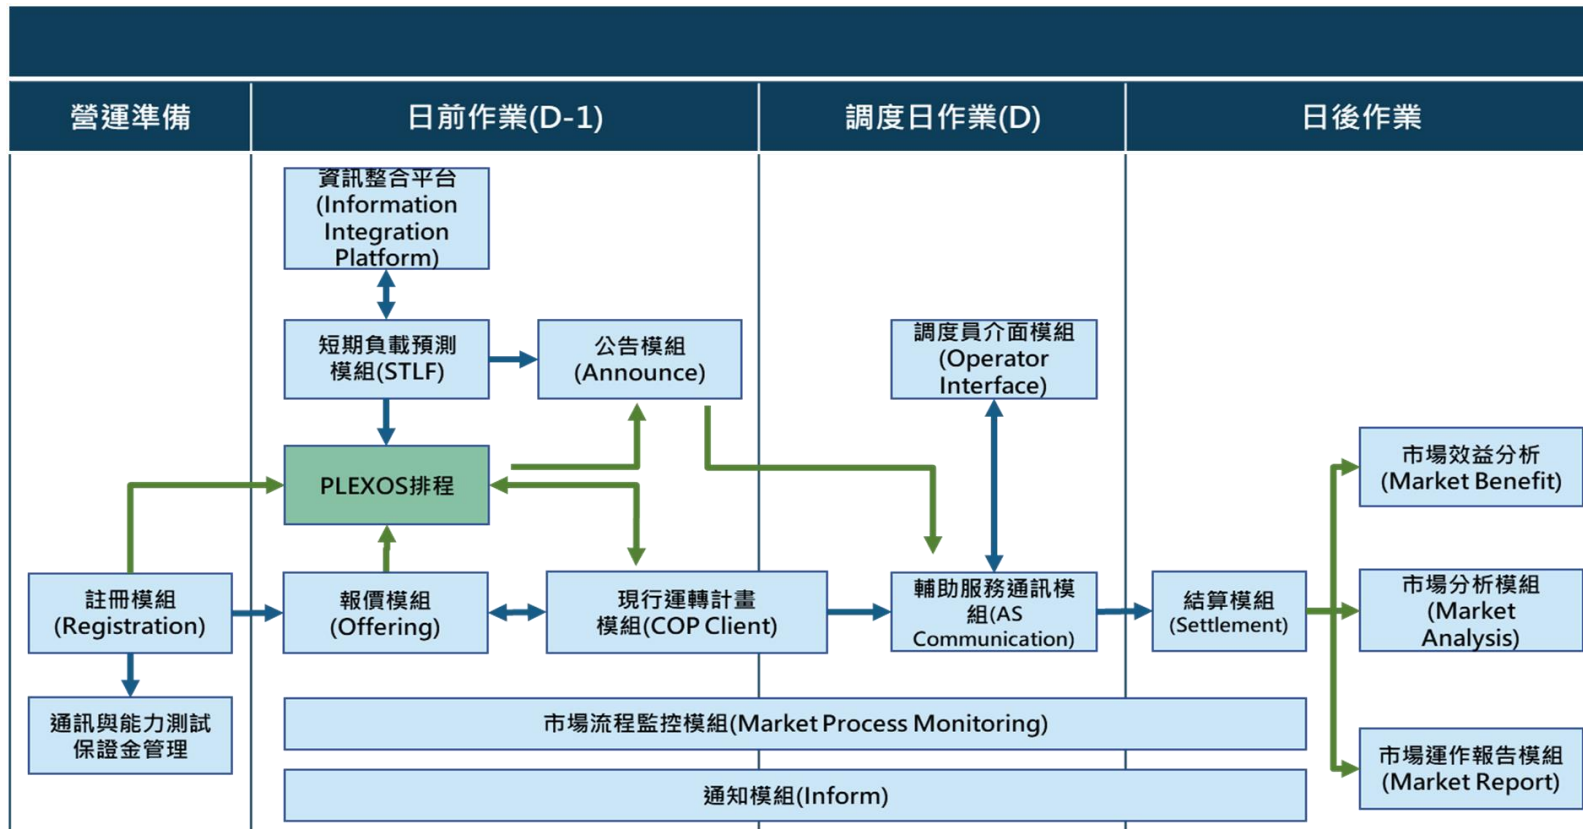 營運準備
日前作業(D-1)
調度日作業(D)
日後作業
資訊整合平台
(Information
Integration
Platform)
短期負載預測
模組(STLF)
公告模組
(Announce)
調度員介面模組
(Operator
Interface)
PLEXOS排程
市場效益分析
(Market Benefit)
註冊模組
(Registration)
報價模組
(Offering)
現行運轉計畫
模組(COP Client)
輔助服務通訊模
組(AS
Communication)
結算模組
(Settlement)
市場分析模組
(Market
Analysis)
通訊與能力測試
保證金管理
市場流程監控模組(Market Process Monitoring)
市場運作報告模組
(Market Report)
通知模組(Inform)